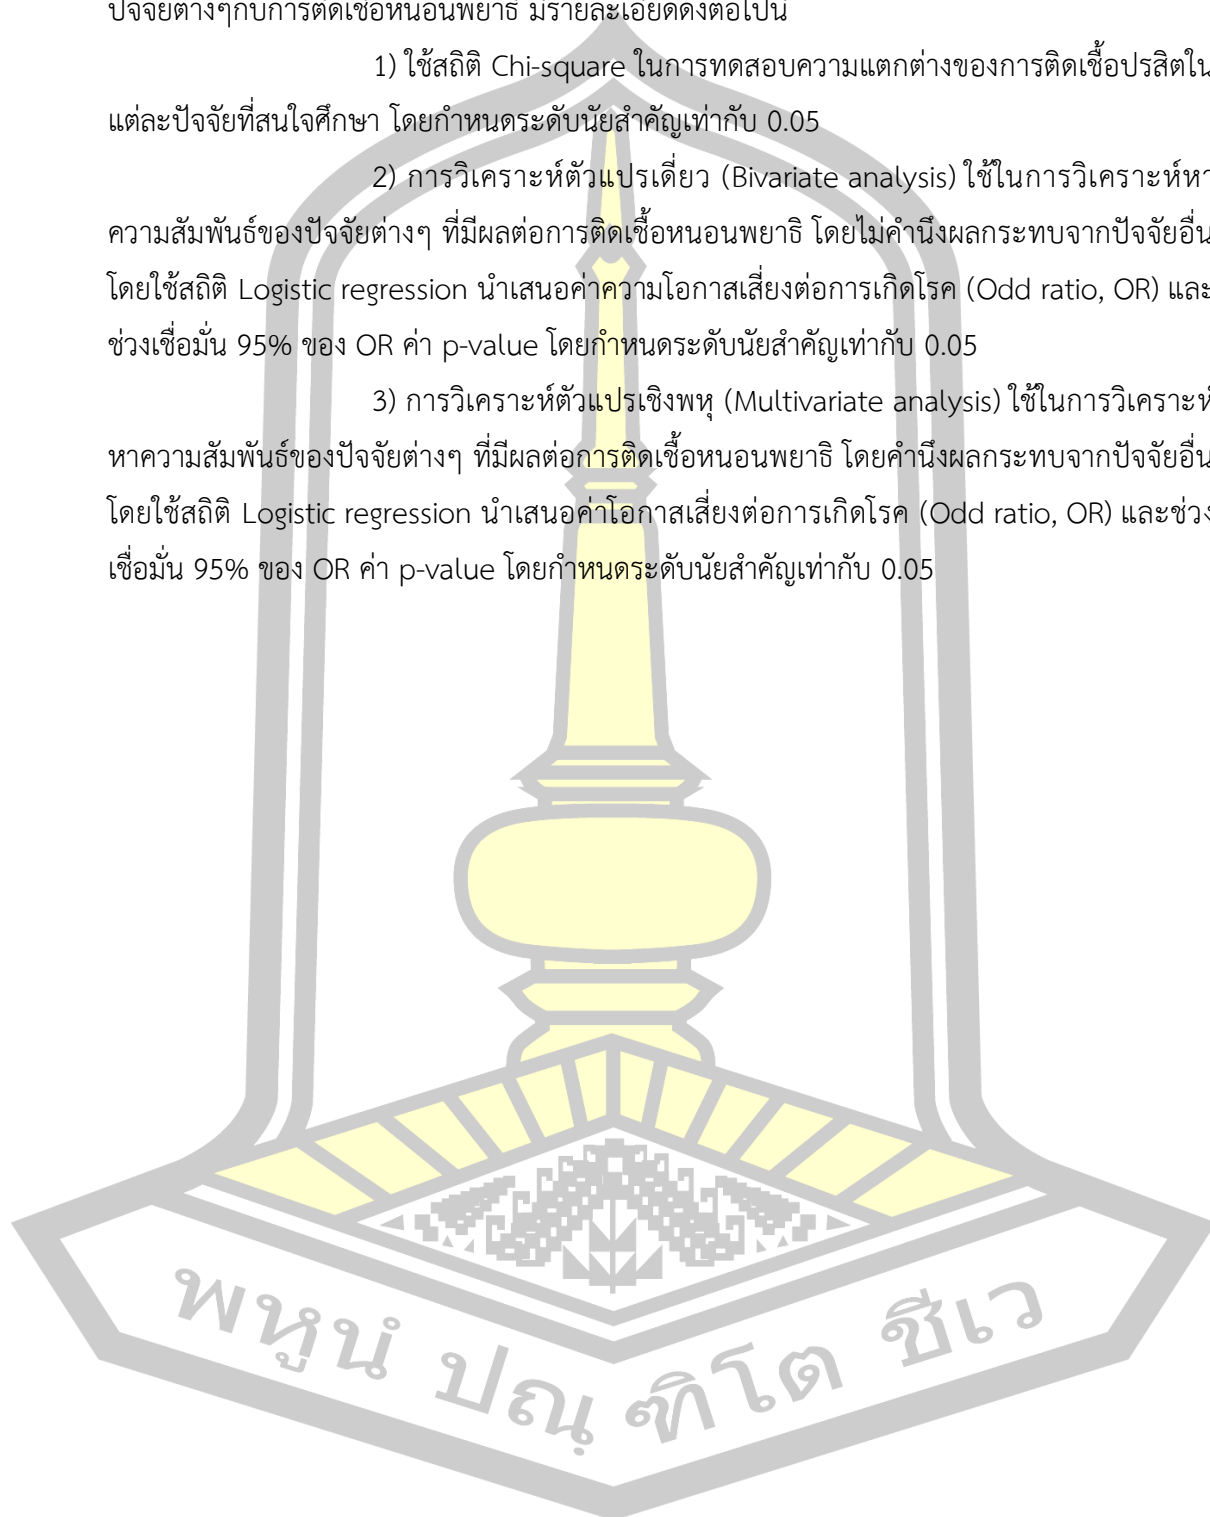 ปัจจัยต่างๆกับการติดเชื้อหนอนพยาธิ มีรายละเอียดดังต่อไปนี้
1) ใช้สถิติ Chi-square ในการทดสอบความแตกต่างของการติดเชื้อปรสิตใน
แต่ละปัจจัยที่สนใจศึกษา โดยกำหนดระดับนัยสำคัญเท่ากับ 0.05
2) การวิเคราะห์ตัวแปรเดี่ยว (Bivariate analysis) ใช้ในการวิเคราะห์หา
ความสัมพันธ์ของปัจจัยต่างๆ ที่มีผลต่อการติดเชื้อหนอนพยาธิ โดยไม่คำนึงผลกระทบจากปัจจัยอื่น
โดยใช้สถิติ Logistic regression นำเสนอค่าความโอกาสเสี่ยงต่อการเกิดโรค (Odd ratio, OR) และ
ช่วงเชื่อมั่น 95% ของ OR ค่า p-value โดยกำหนดระดับนัยสำคัญเท่ากับ 0.05
3) การวิเคราะห์ตัวแปรเชิงพหุ (Multivariate analysis) ใช้ในการวิเคราะห์
หาความสัมพันธ์ของปัจจัยต่างๆ ที่มีผลต่อการติดเชื้อหนอนพยาธิ โดยคำนึงผลกระทบจากปัจจัยอื่น
โดยใช้สถิติ Logistic regression นำเสนอค่าโอกาสเสี่ยงต่อการเกิดโรค (Odd ratio, OR) และช่วง
เชื่อมั่น 95% ของ OR ค่า p-value โดยกำหนดระดับนัยสำคัญเท่ากับ 0.05
พหูนํ ปณฺฑิโต ชีเว